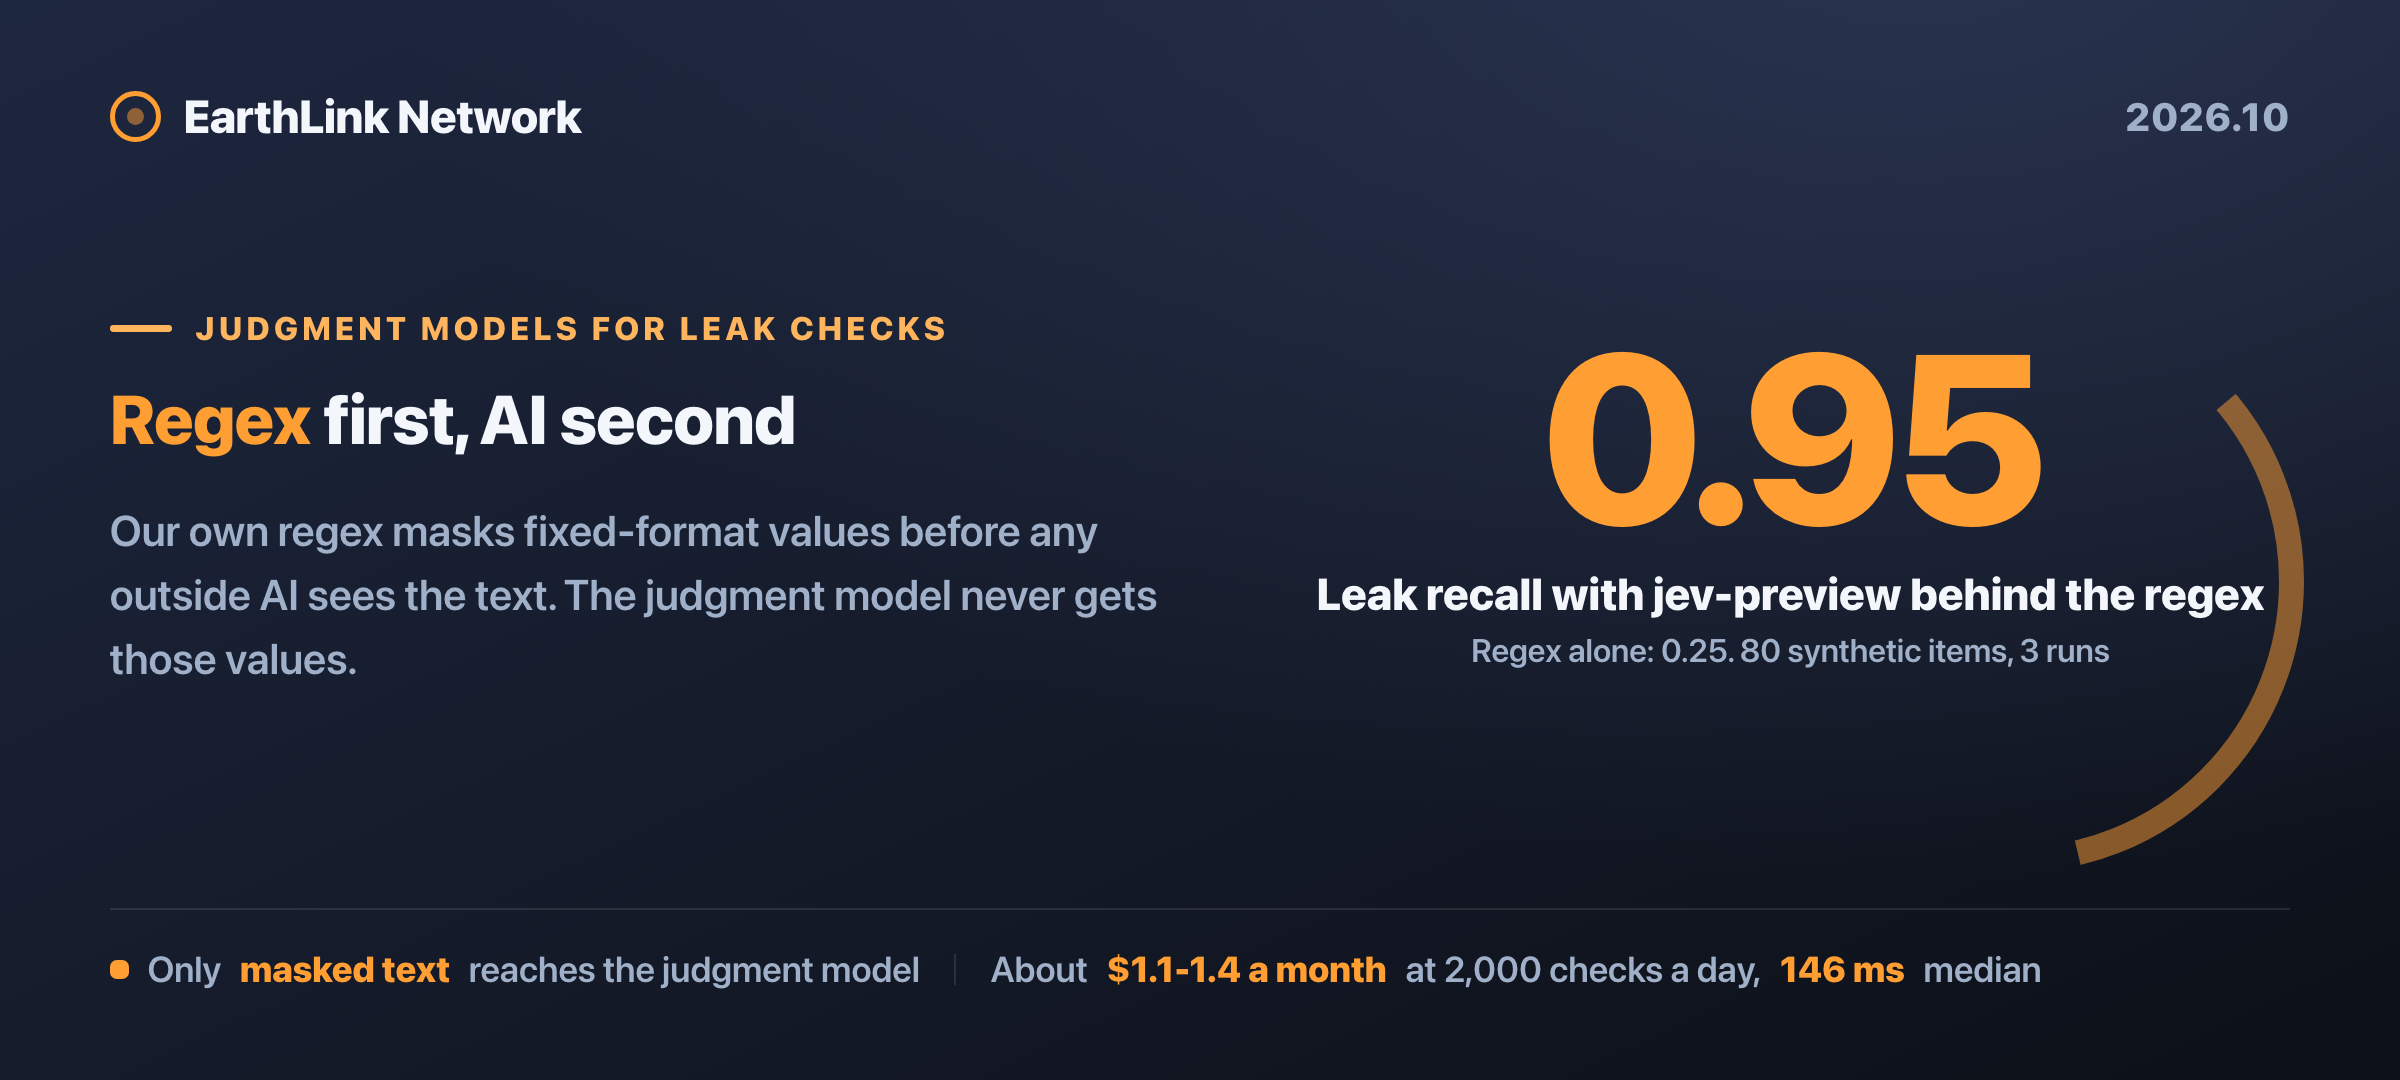 EarthLink Network
2026.10
JUDGMENT MODELS FOR LEAK CHECKS
Regex first, AI second
Our own regex masks fixed-format values before any
outside AI sees the text. The judgment model never gets
those values.
0.95
Leak recall with jev-preview behind the regex
Regex alone: 0.25. 80 synthetic items, 3 runs
Only masked text reaches the judgment model
About $1.1-1.4 a month at 2,000 checks a day, 146 ms median